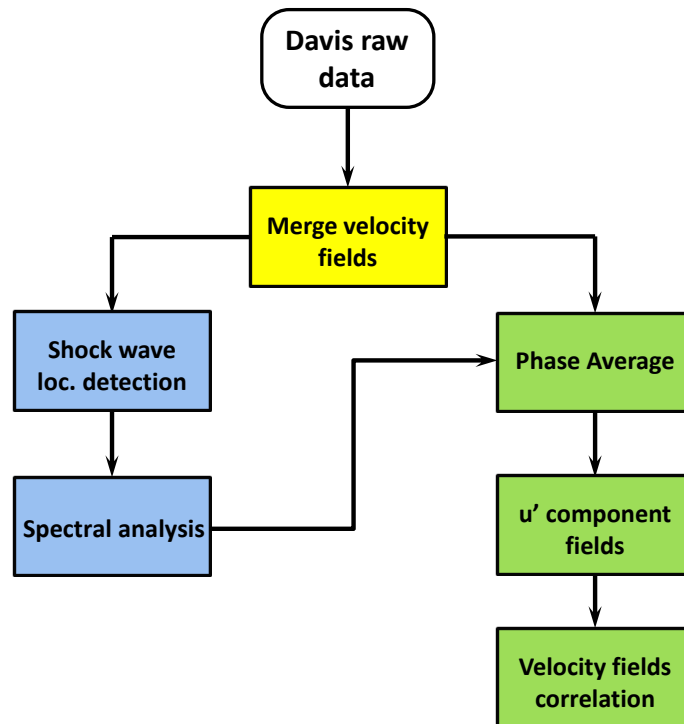 Davis raw
data
Merge velocity
fields
Shock wave
loc. detection
Phase Average
Spectral analysis
u’ component
fields
Velocity fields
correlation